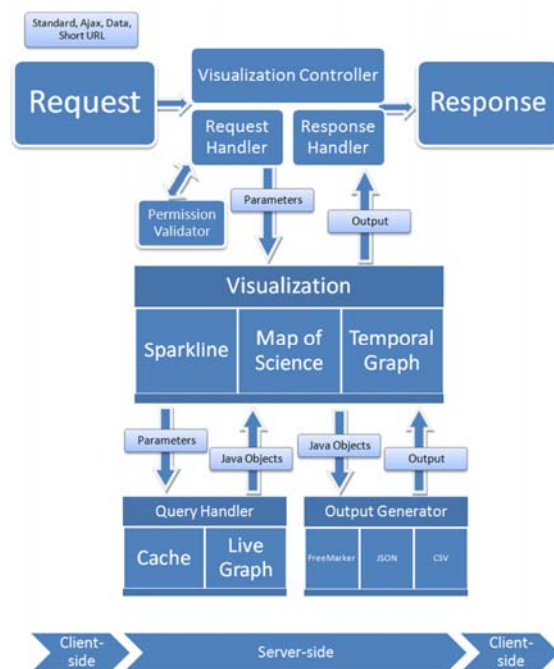 Standard, Ajax, Data,
Short URL
Request
Visualization Controller
Response
Request
Handler
Response
Handler
Permission
Validator
Parameters
Output
Visualization
Sparkline
Map of
Science
Temporal
Graph
Parameters
Java Objects
Java Objects
Output
Query Handler
Cache
Live
Graph
Output Generator
FreeMarker
JSON
CSV
Client-
side
Server-side
Client-
side